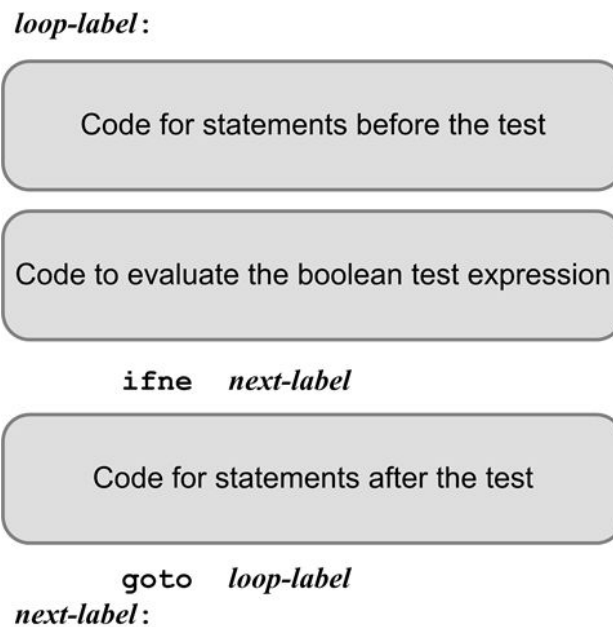 loop-label:
Code for statements before the test
Code to evaluate the boolean test expression
ifne next-label
Code for statements after the test
goto loop-label
next-label: